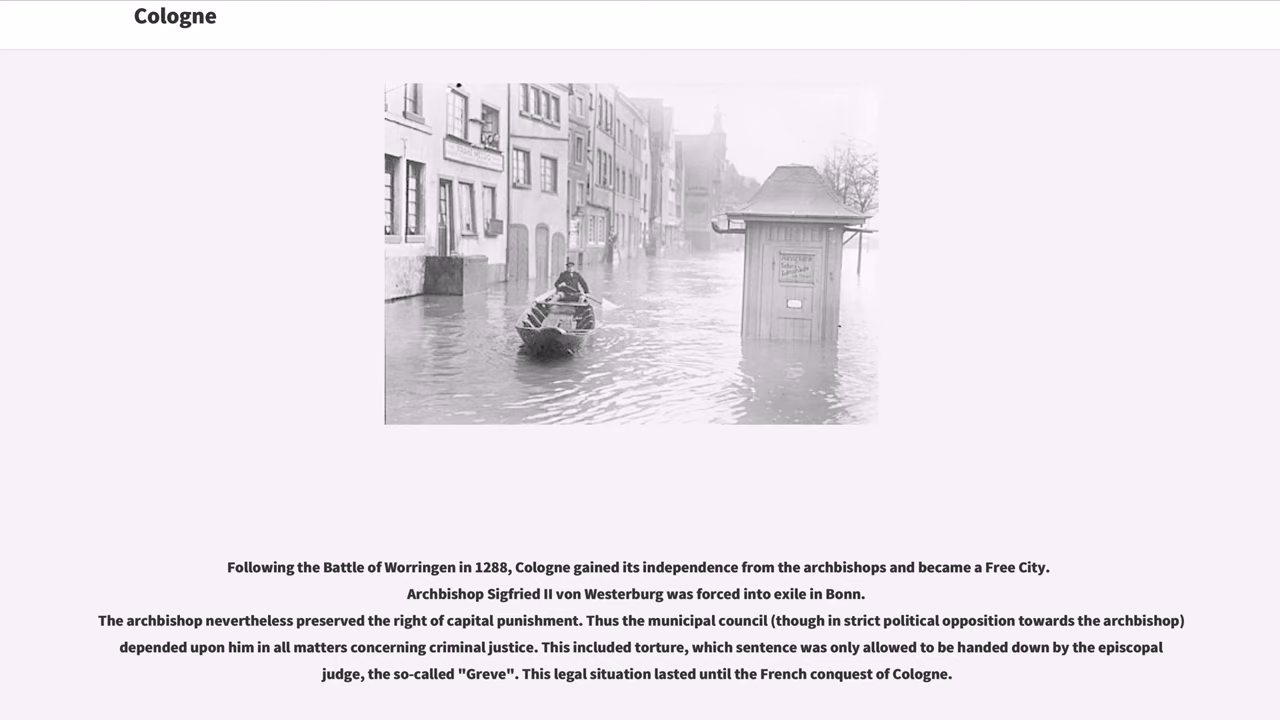 Cologne
Following the Battle of Worringen in 1288, Cologne gained its independence from the archbishops and became a Free City.
Archbishop Sigfried II von Westerburg was forced into exile in Bonn.
The archbishop nevertheless preserved the right of capital punishment. Thus the municipal council (though in strict political opposition towards the archbishop)
depended upon him in all matters concerning criminal justice. This included torture, which sentence was only allowed to be handed down by the episcopal
judge, the so-called "Greve". This legal situation lasted until the French conquest of Cologne.